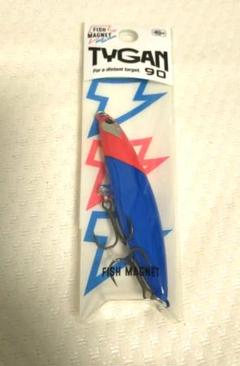 FISH
MAGNET
TYGAN
For a distant target.
90
FISH MAGNET